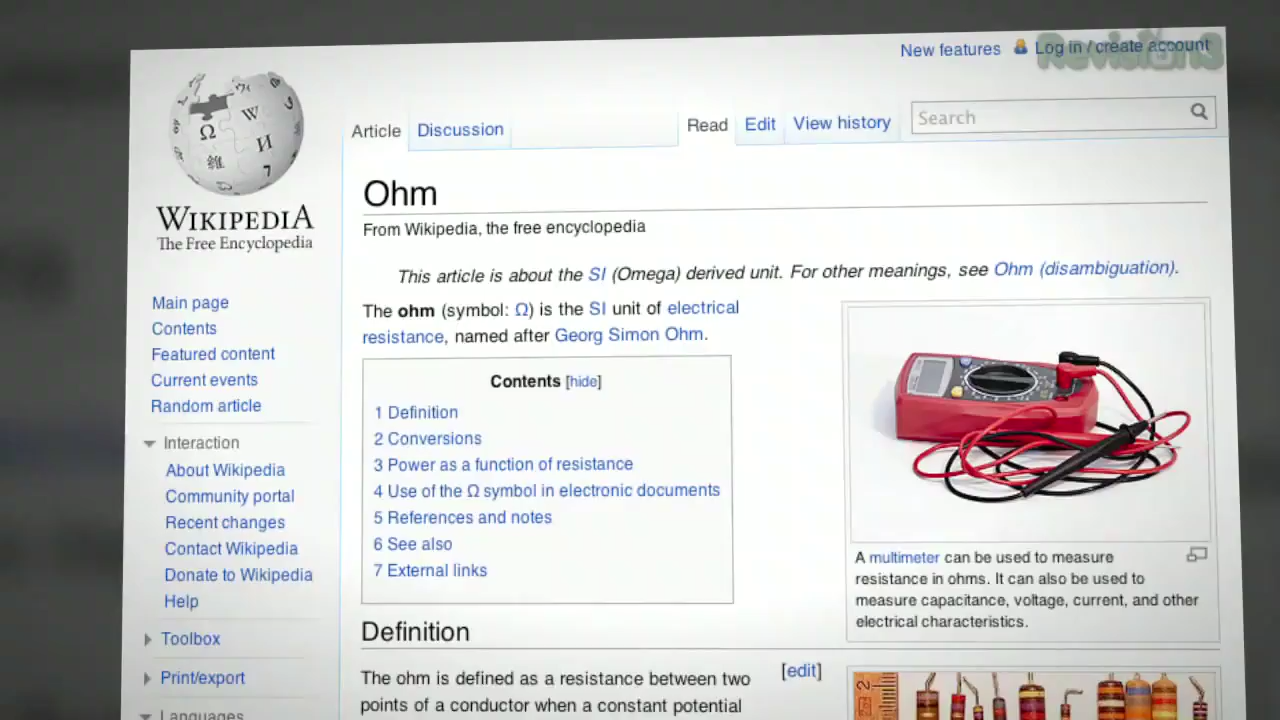 New features Log in / create account
Revision3
Article Discussion Read Edit View history Search
WIKIPEDIA
The Free Encyclopedia
Main page
Contents
Featured content
Current events
Random article
Interaction
About Wikipedia
Community portal
Recent changes
Contact Wikipedia
Donate to Wikipedia
Help
Toolbox
Print/export
Languages
Ohm
From Wikipedia, the free encyclopedia
This article is about the SI (Omega) derived unit. For other meanings, see Ohm (disambiguation).
The ohm (symbol: Ω) is the SI unit of electrical
resistance, named after Georg Simon Ohm.
Contents [hide]
1 Definition
2 Conversions
3 Power as a function of resistance
4 Use of the Ω symbol in electronic documents
5 References and notes
6 See also
7 External links
A multimeter can be used to measure
resistance in ohms. It can also be used to
measure capacitance, voltage, current, and other
electrical characteristics.
Definition
[edit]
The ohm is defined as a resistance between two
points of a conductor when a constant potential
2